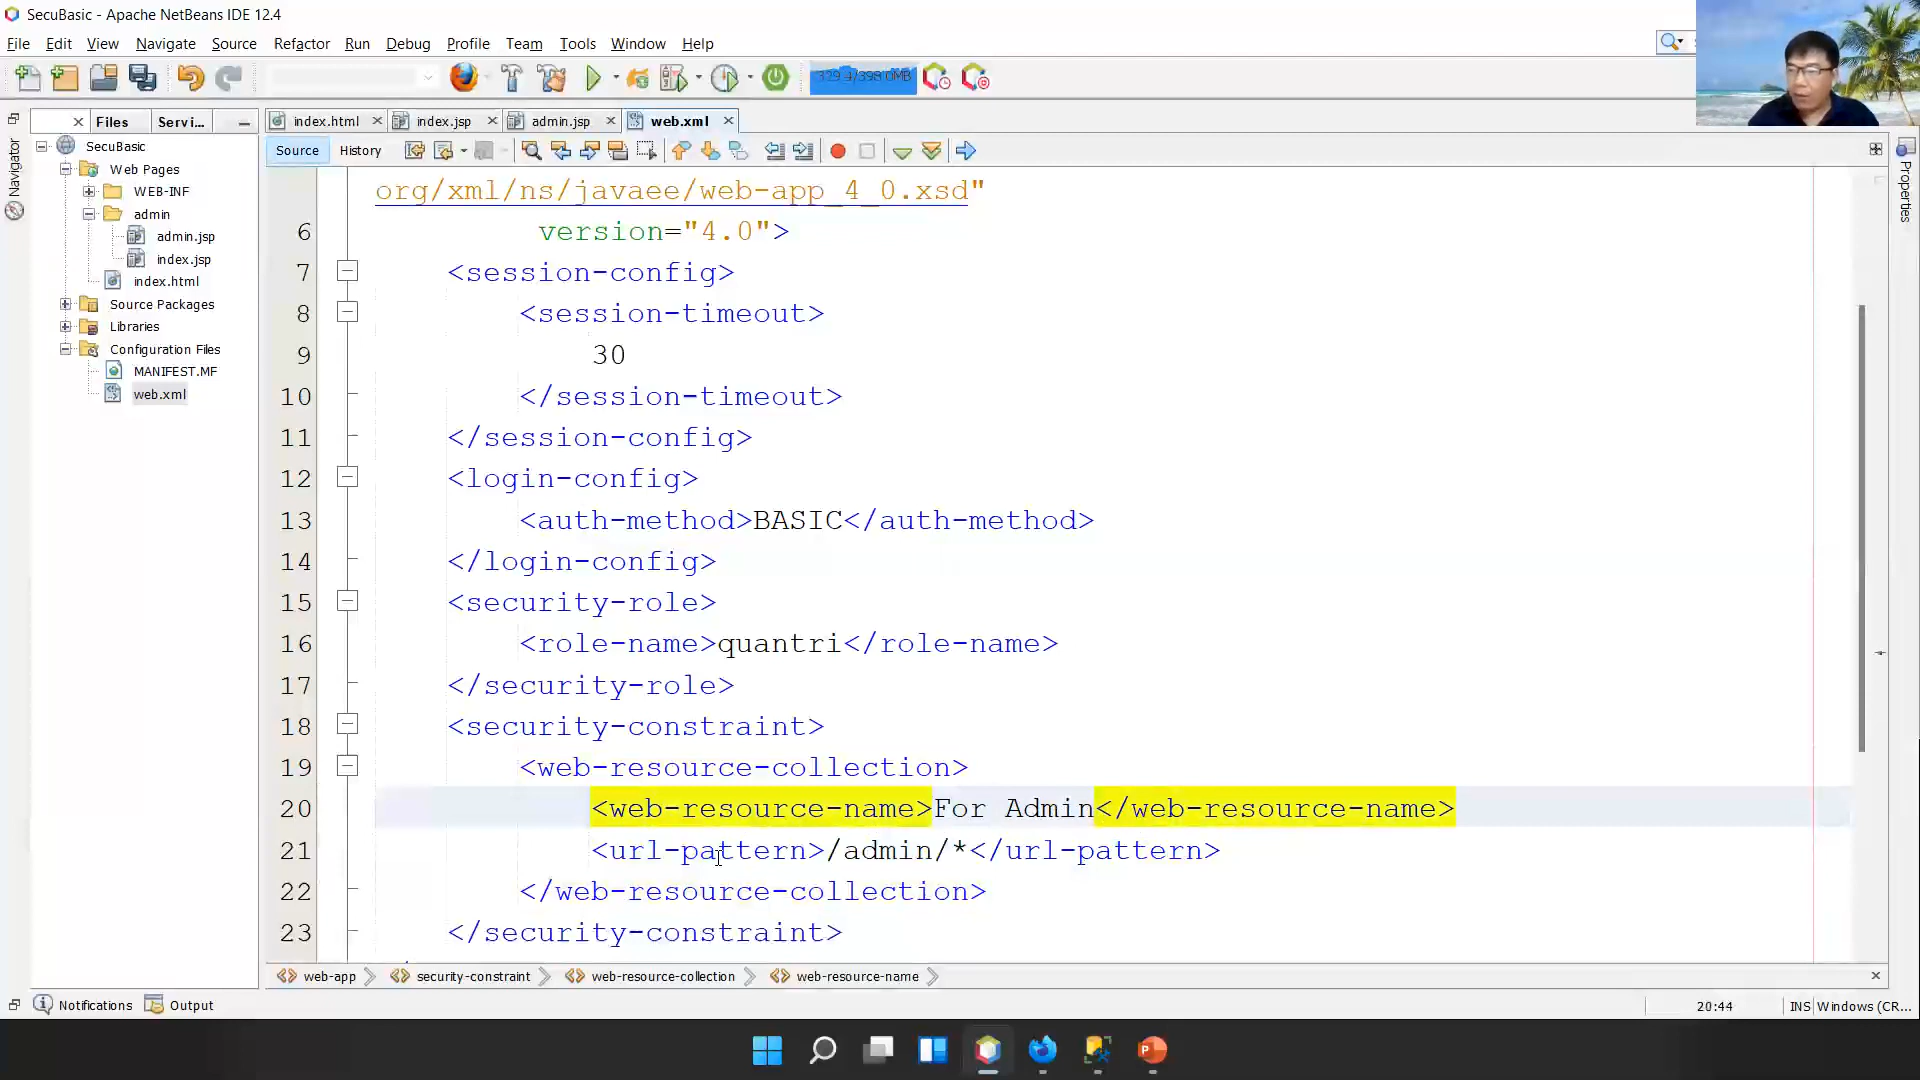 SecuBasic - Apache NetBeans IDE 12.4
File Edit View Navigate Source Refactor Run Debug Profile Team Tools Window Help
Files Servi...
index.html index.jsp admin.jsp web.xml
Source History
Navigator
Properties
SecuBasic
Web Pages
WEB-INF
admin
admin.jsp
index.jsp
index.html
Source Packages
Libraries
Configuration Files
MANIFEST.MF
web.xml
org/xml/ns/javaee/web-app_4_0.xsd"
6 version="4.0">
7 <session-config>
8 <session-timeout>
9 30
10 </session-timeout>
11 </session-config>
12 <login-config>
13 <auth-method>BASIC</auth-method>
14 </login-config>
15 <security-role>
16 <role-name>quantri</role-name>
17 </security-role>
18 <security-constraint>
19 <web-resource-collection>
20 <web-resource-name>For Admin</web-resource-name>
21 <url-pattern>/admin/*</url-pattern>
22 </web-resource-collection>
23 </security-constraint>
web-app security-constraint web-resource-collection web-resource-name
Notifications Output
20:44 INS Windows (CR...